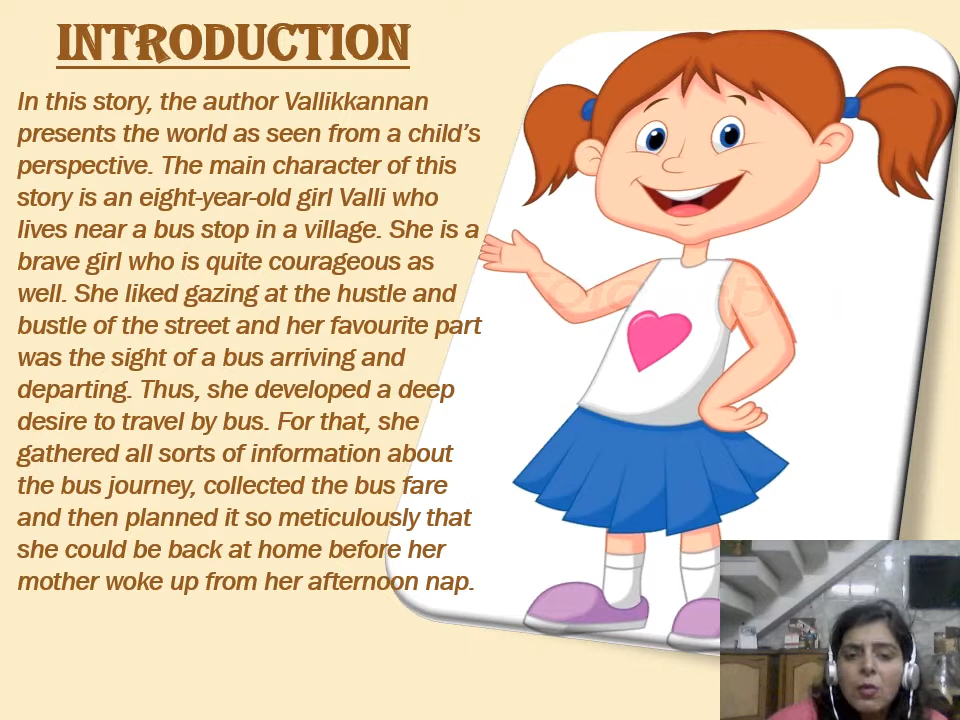 INTRODUCTION
In this story, the author Vallikkannan
presents the world as seen from a child's
perspective. The main character of this
story is an eight-year-old girl Valli who
lives near a bus stop in a village. She is a
brave girl who is quite courageous as
well. She liked gazing at the hustle and
bustle of the street and her favourite part
was the sight of a bus arriving and
departing. Thus, she developed a deep
desire to travel by bus. For that, she
gathered all sorts of information about
the bus journey, collected the bus fare
and then planned it so meticulously that
she could be back at home before her
mother woke up from her afternoon nap.